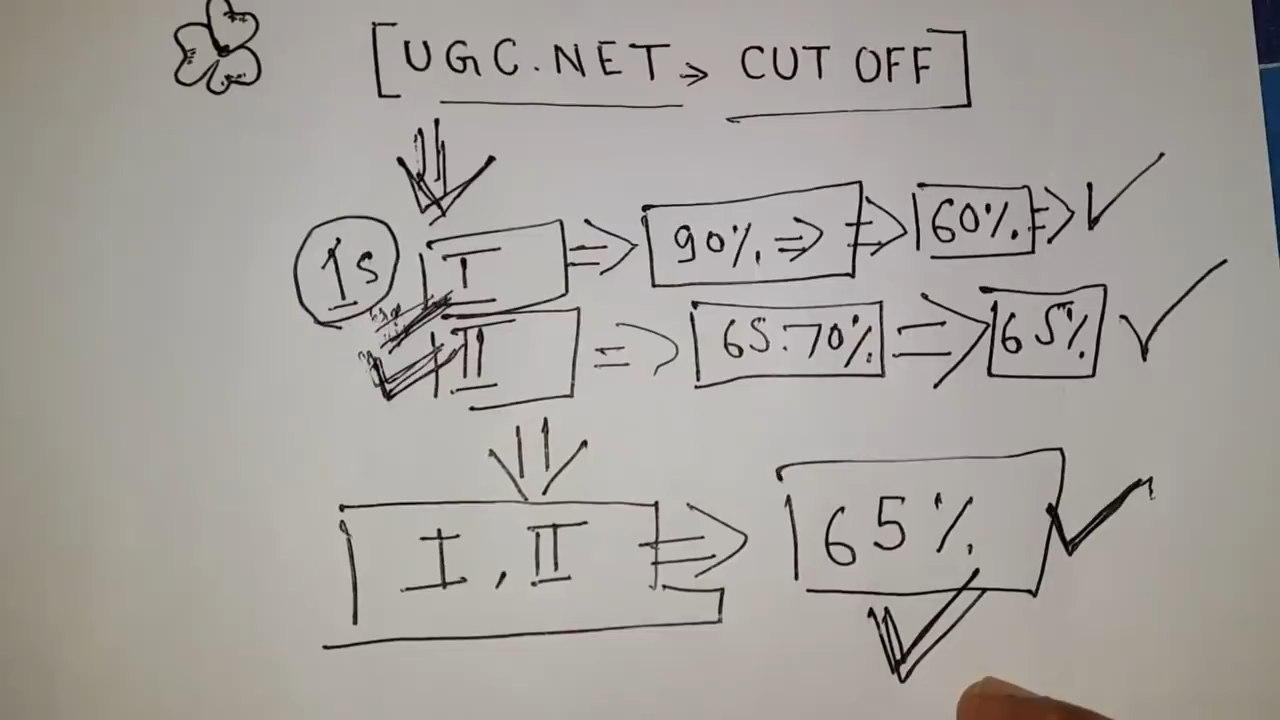 [UGC.NET → CUT OFF]
1s I ⇒ 90% ⇒ ⇒ 60% ⇒ ✓
II ⇒ 65.70% ⇒ 65% ✓
I, II ⇒ 65% ✓